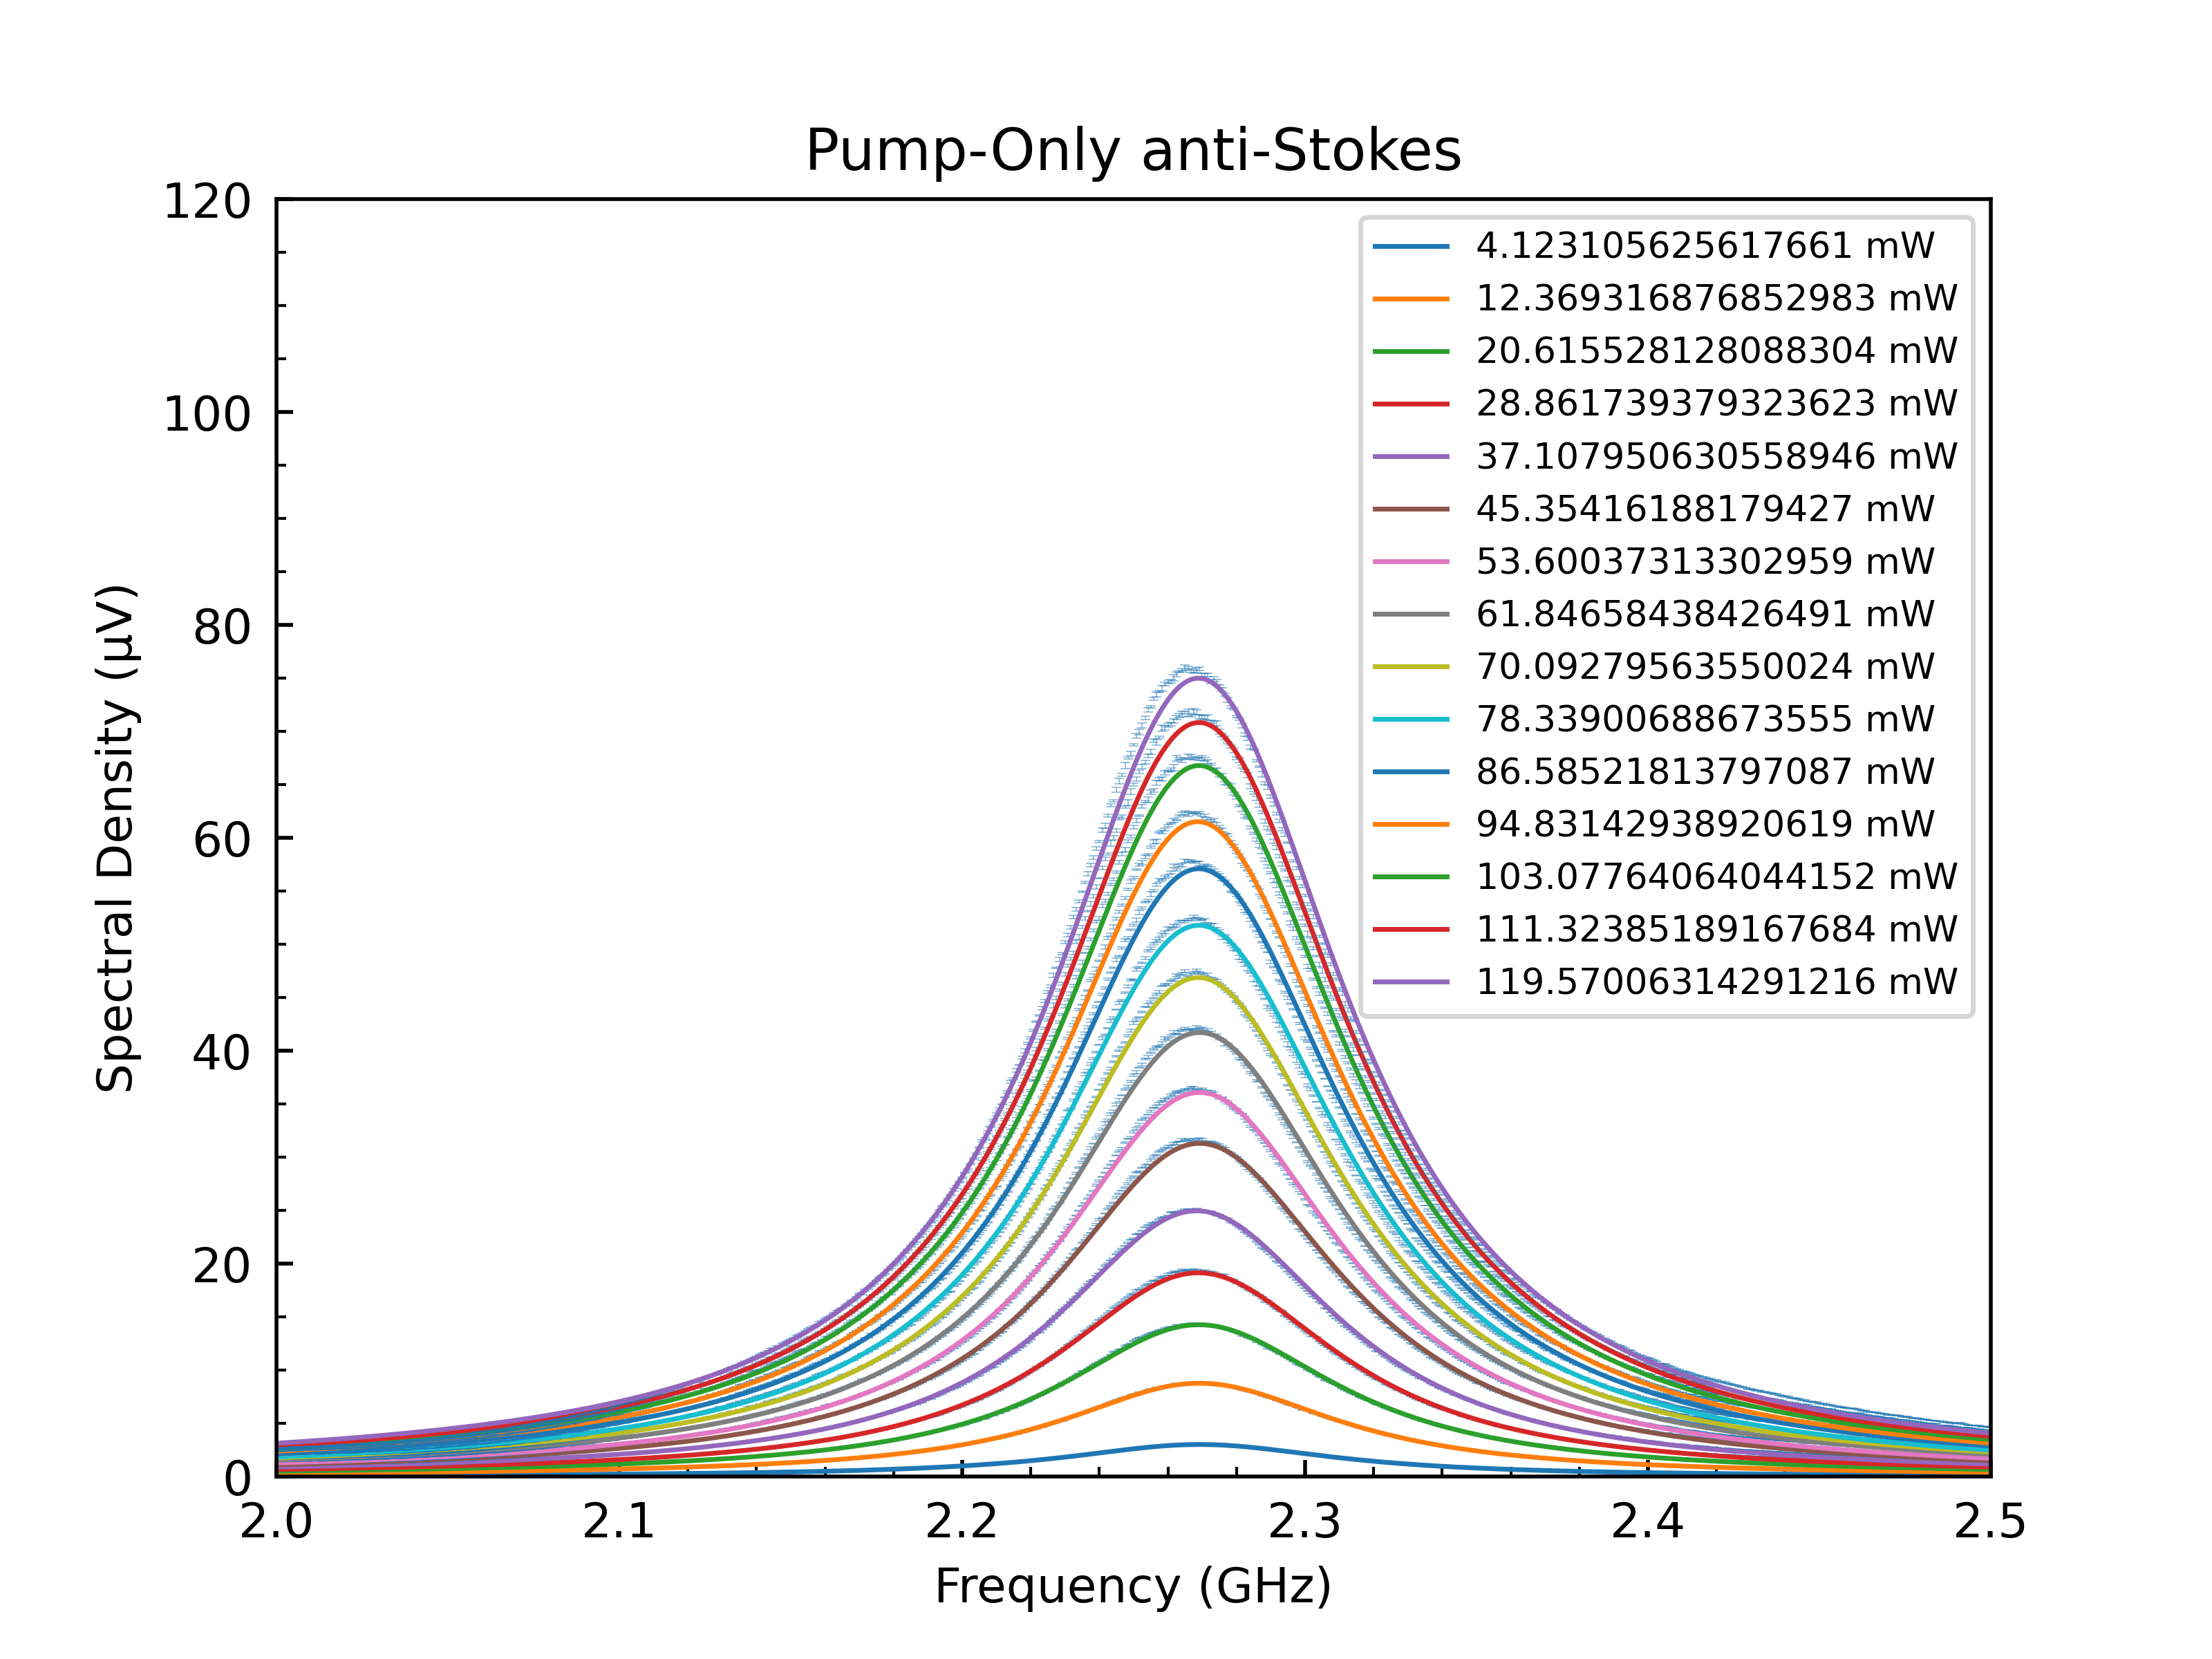 Pump-Only anti-Stokes
120
100
80
60
40
20
0
Spectral Density (µV)
2.0 2.1 2.2 2.3 2.4 2.5
Frequency (GHz)
4.123105625617661 mW
12.369316876852983 mW
20.615528128088304 mW
28.861739379323623 mW
37.107950630558946 mW
45.35416188179427 mW
53.60037313302959 mW
61.84658438426491 mW
70.09279563550024 mW
78.33900688673555 mW
86.58521813797087 mW
94.83142938920619 mW
103.07764064044152 mW
111.32385189167684 mW
119.57006314291216 mW